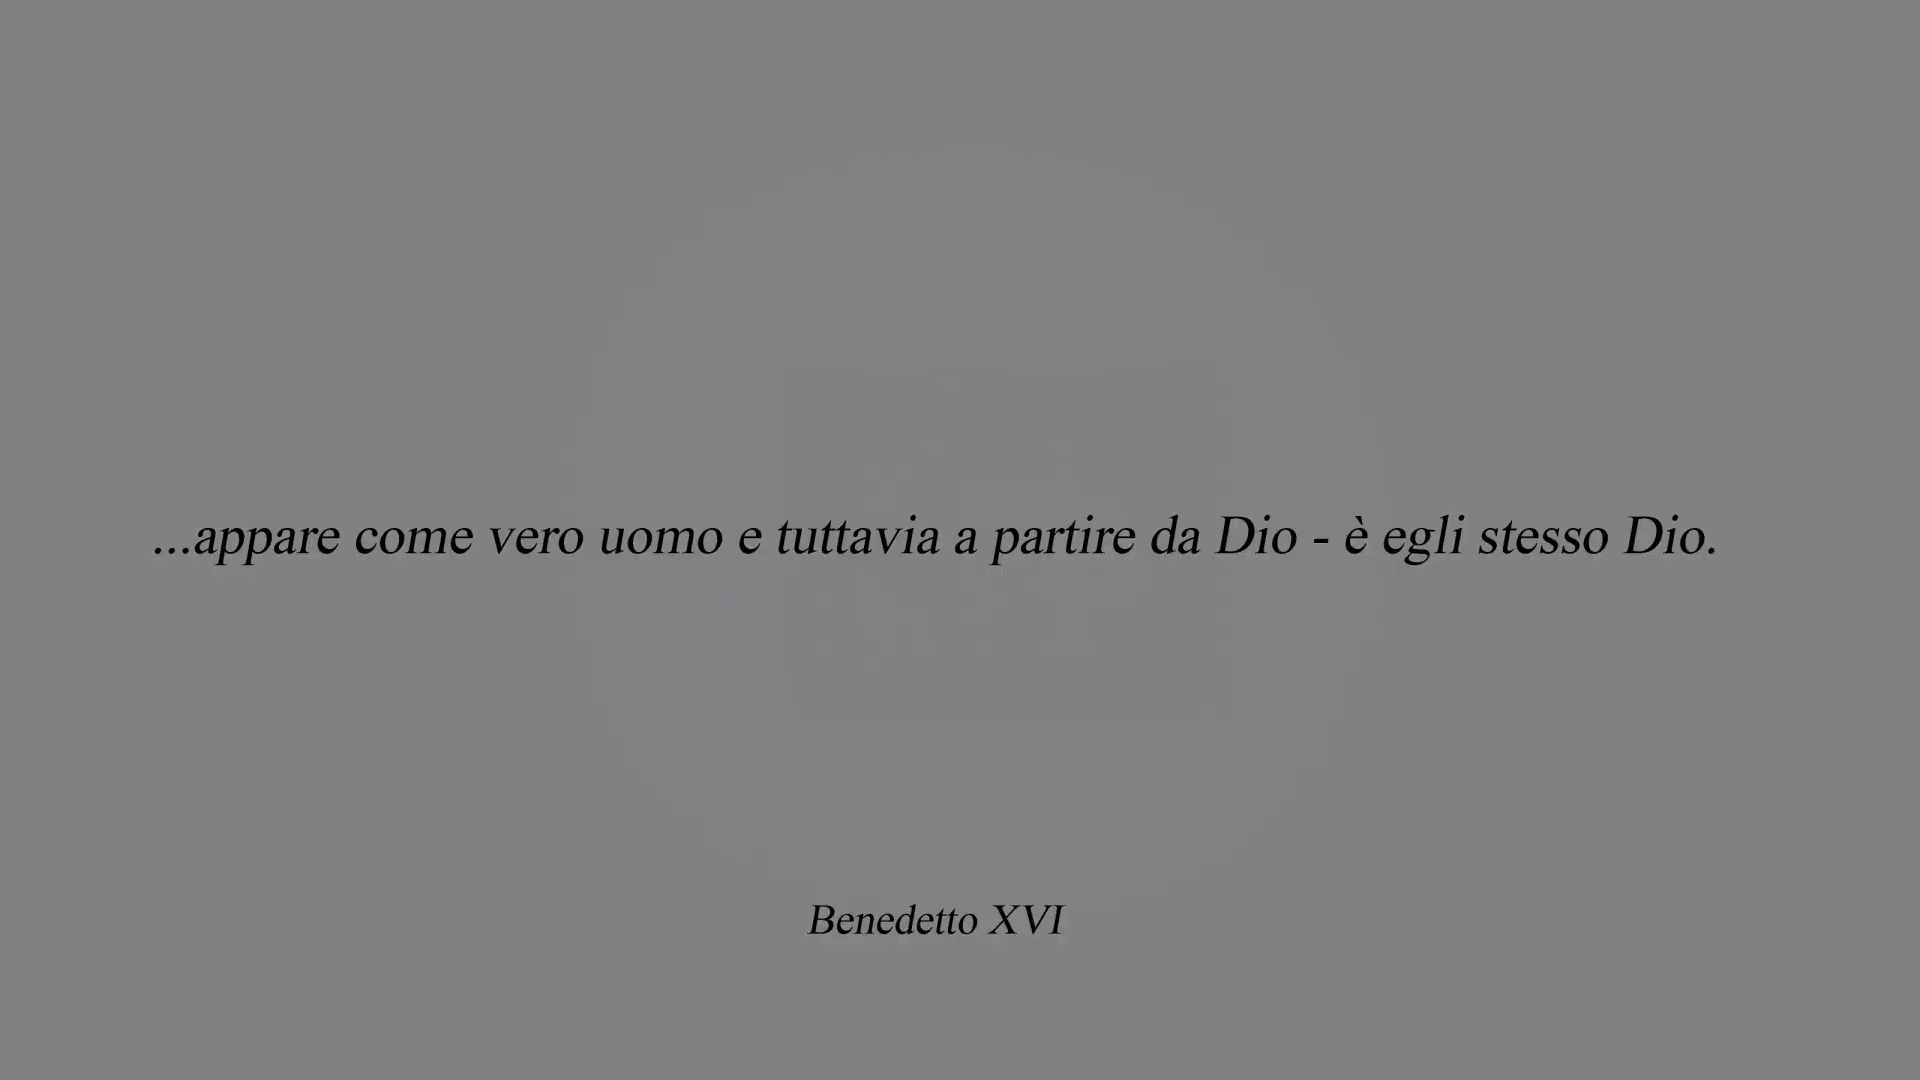 ...appare come vero uomo e tuttavia a partire da Dio - è egli stesso Dio.
Benedetto XVI